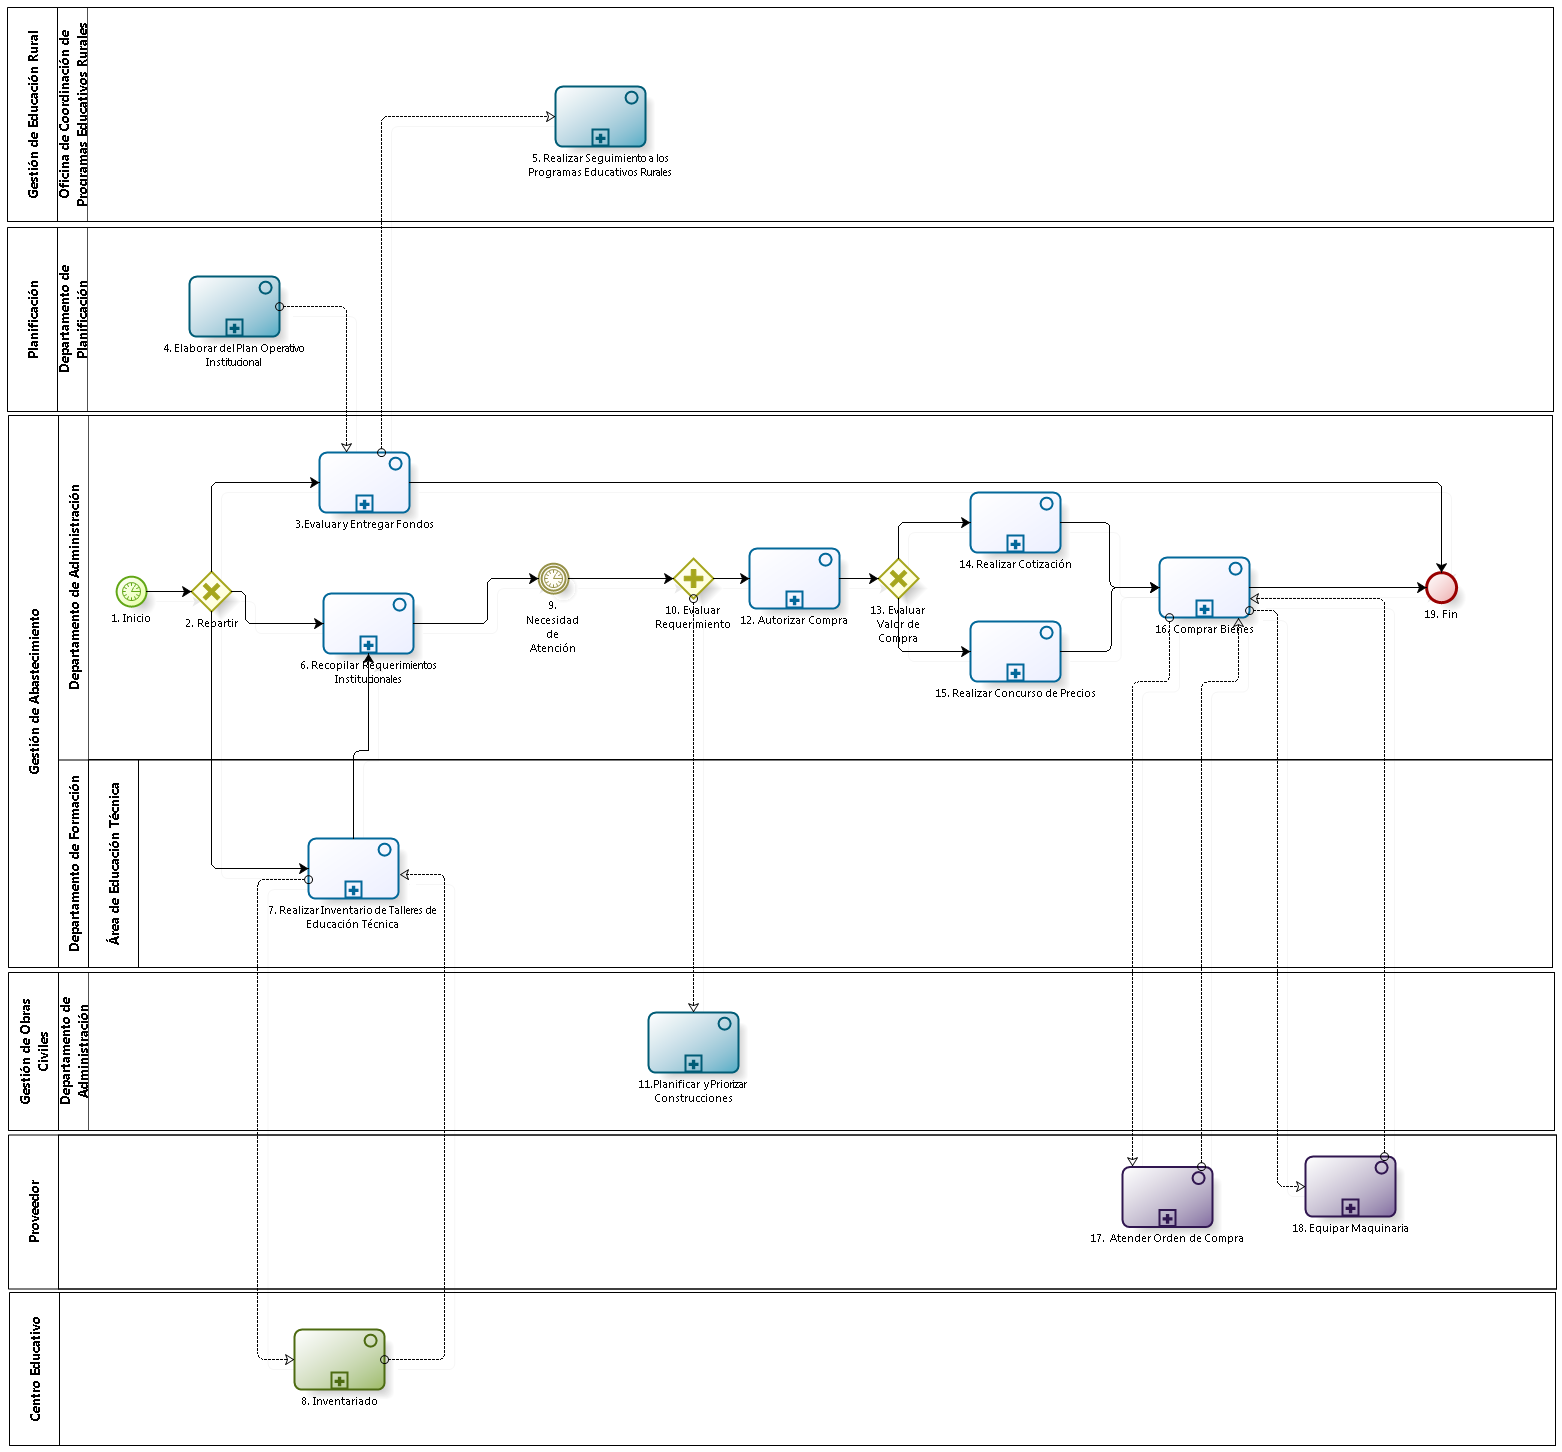 Gestión de Educación Rural
Oficina de Coordinación de
Programas Educativos Rurales
5. Realizar Seguimiento a los
Programas Educativos Rurales
Planificación
Departamento de
Planificación
4. Elaborar del Plan Operativo
Institucional
Gestión de Abastecimiento
Departamento de Administración
3.Evaluar y Entregar Fondos
1. Inicio
2. Repartir
6. Recopilar Requerimientos
Institucionales
9.
Necesidad
de
Atención
10. Evaluar
Requerimiento
12. Autorizar Compra
13. Evaluar
Valor de
Compra
14. Realizar Cotización
15. Realizar Concurso de Precios
16. Comprar Bienes
19. Fin
Departamento de Formación
Área de Educación Técnica
7. Realizar Inventario de Talleres de
Educación Técnica
Gestión de Obras
Civiles
Departamento de
Administración
11.Planificar y Priorizar
Construcciones
Proveedor
17. Atender Orden de Compra
18. Equipar Maquinaria
Centro Educativo
8. Inventariado